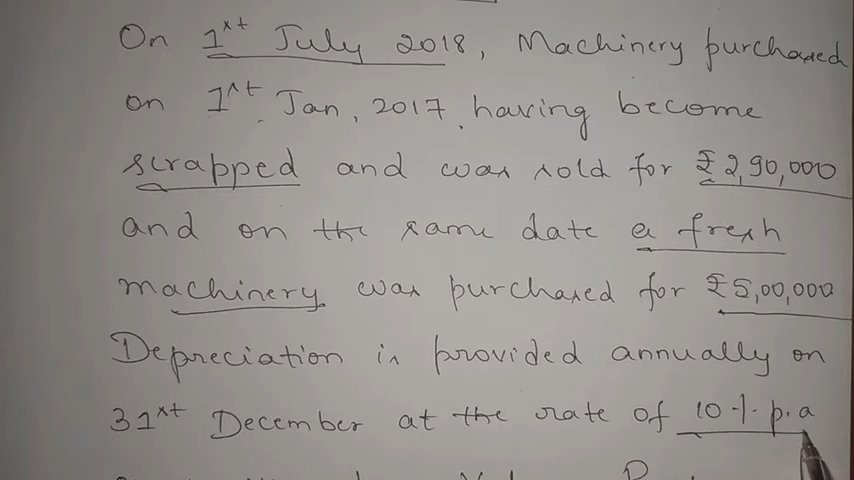 On 1st July 2018, Machinery purchased
on 1st Jan, 2017, having become
scrapped and was sold for ₹2,90,000
and on the same date a fresh
machinery was purchased for ₹5,00,000
Depreciation is provided annually on
31st December at the rate of 10%. p.a